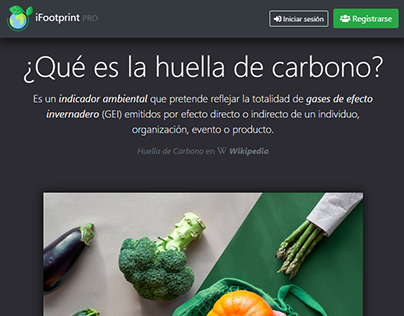 iFootprint PRO
Iniciar sesión
Registrarse
¿Qué es la huella de carbono?
Es un indicador ambiental que pretende reflejar la totalidad de gases de efecto
invernadero (GEI) emitidos por efecto directo o indirecto de un individuo,
organización, evento o producto.
Huella de Carbono en W Wikipedia